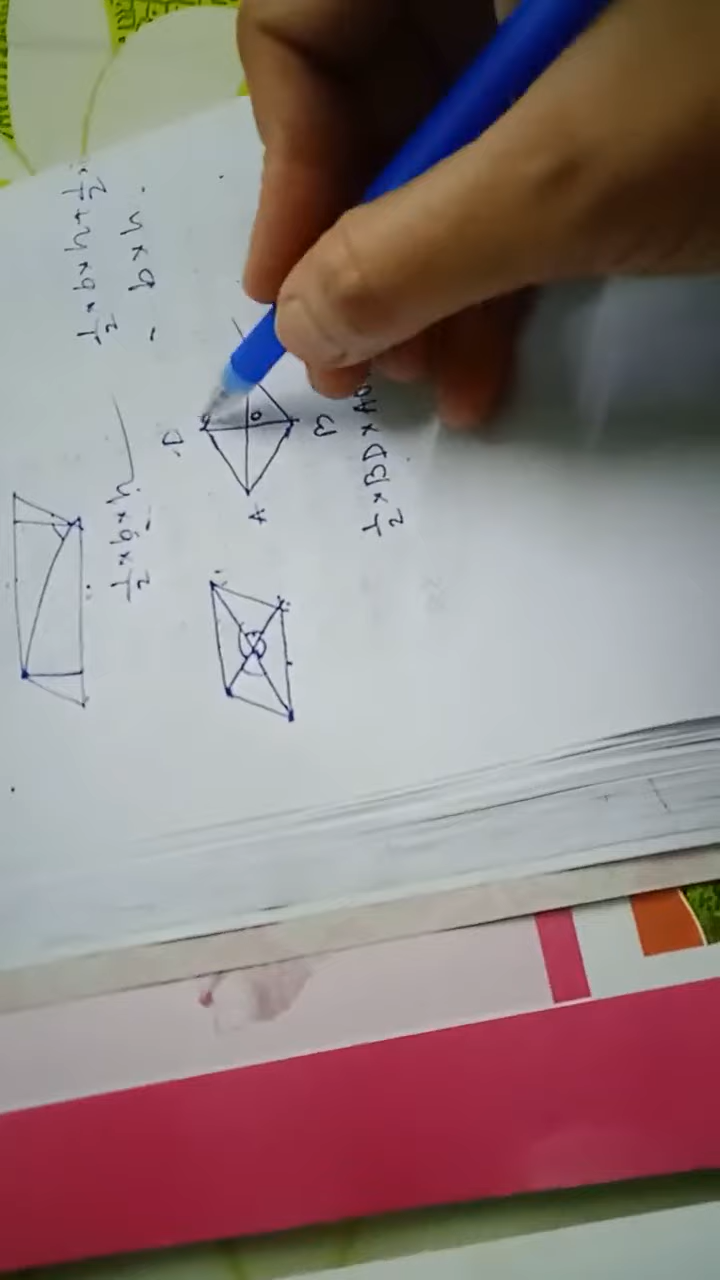 ½ × b × h + ½ ×
= b × h.
½ × b × h
D
O
B
A
½ × BD × AO